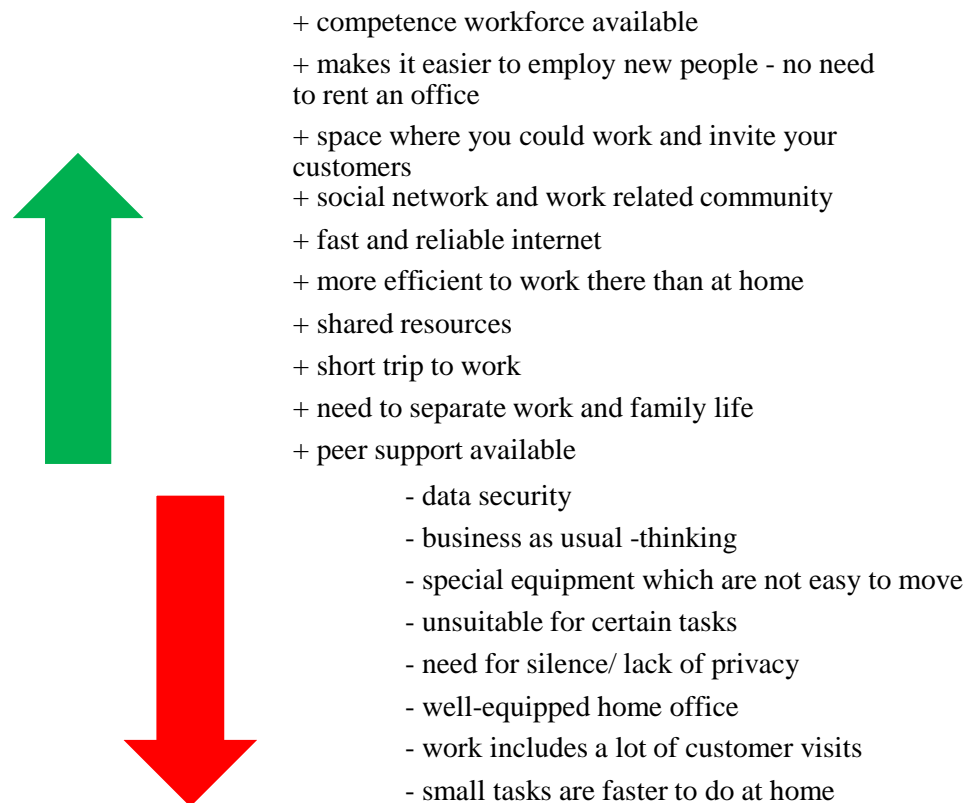 + competence workforce available
+ makes it easier to employ new people - no need
to rent an office
+ space where you could work and invite your
customers
+ social network and work related community
+ fast and reliable internet
+ more efficient to work there than at home
+ shared resources
+ short trip to work
+ need to separate work and family life
+ peer support available
- data security
- business as usual -thinking
- special equipment which are not easy to move
- unsuitable for certain tasks
- need for silence/ lack of privacy
- well-equipped home office
- work includes a lot of customer visits
- small tasks are faster to do at home